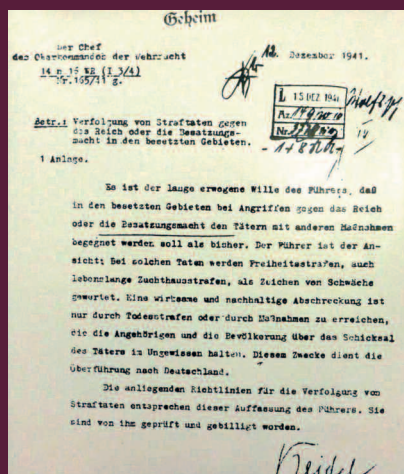 Geheim
Der Chef
des Oberkommandos der Wehrmacht
14 n 16 WR (I 3/4)
Nr. 165/41 g.
12. Dezember 1941.
L 15 DEZ. 1941
Az.
Nr.
Betr.: Verfolgung von Straftaten gegen
das Reich oder die Besatzungs-
macht in den besetzten Gebieten.
1 Anlage.
Es ist der lange erwogene Wille des Führers, daß
in den besetzten Gebieten bei Angriffen gegen das Reich
oder die Besatzungsmacht den Tätern mit anderen Maßnahmen
begegnet werden soll als bisher. Der Führer ist der An-
sicht: Bei solchen Taten werden Freiheitsstrafen, auch
lebenslange Zuchthausstrafen, als Zeichen von Schwäche
gewertet. Eine wirksame und nachhaltige Abschreckung ist
nur durch Todesstrafen oder durch Maßnahmen zu erreichen,
die die Angehörigen und die Bevölkerung über das Schicksal
des Täters im Ungewissen halten. Diesem Zwecke dient die
Überführung nach Deutschland.
Die anliegenden Richtlinien für die Verfolgung von
Straftaten entsprechen dieser Auffassung des Führers. Sie
sind von ihm geprüft und gebilligt worden.
Keitel